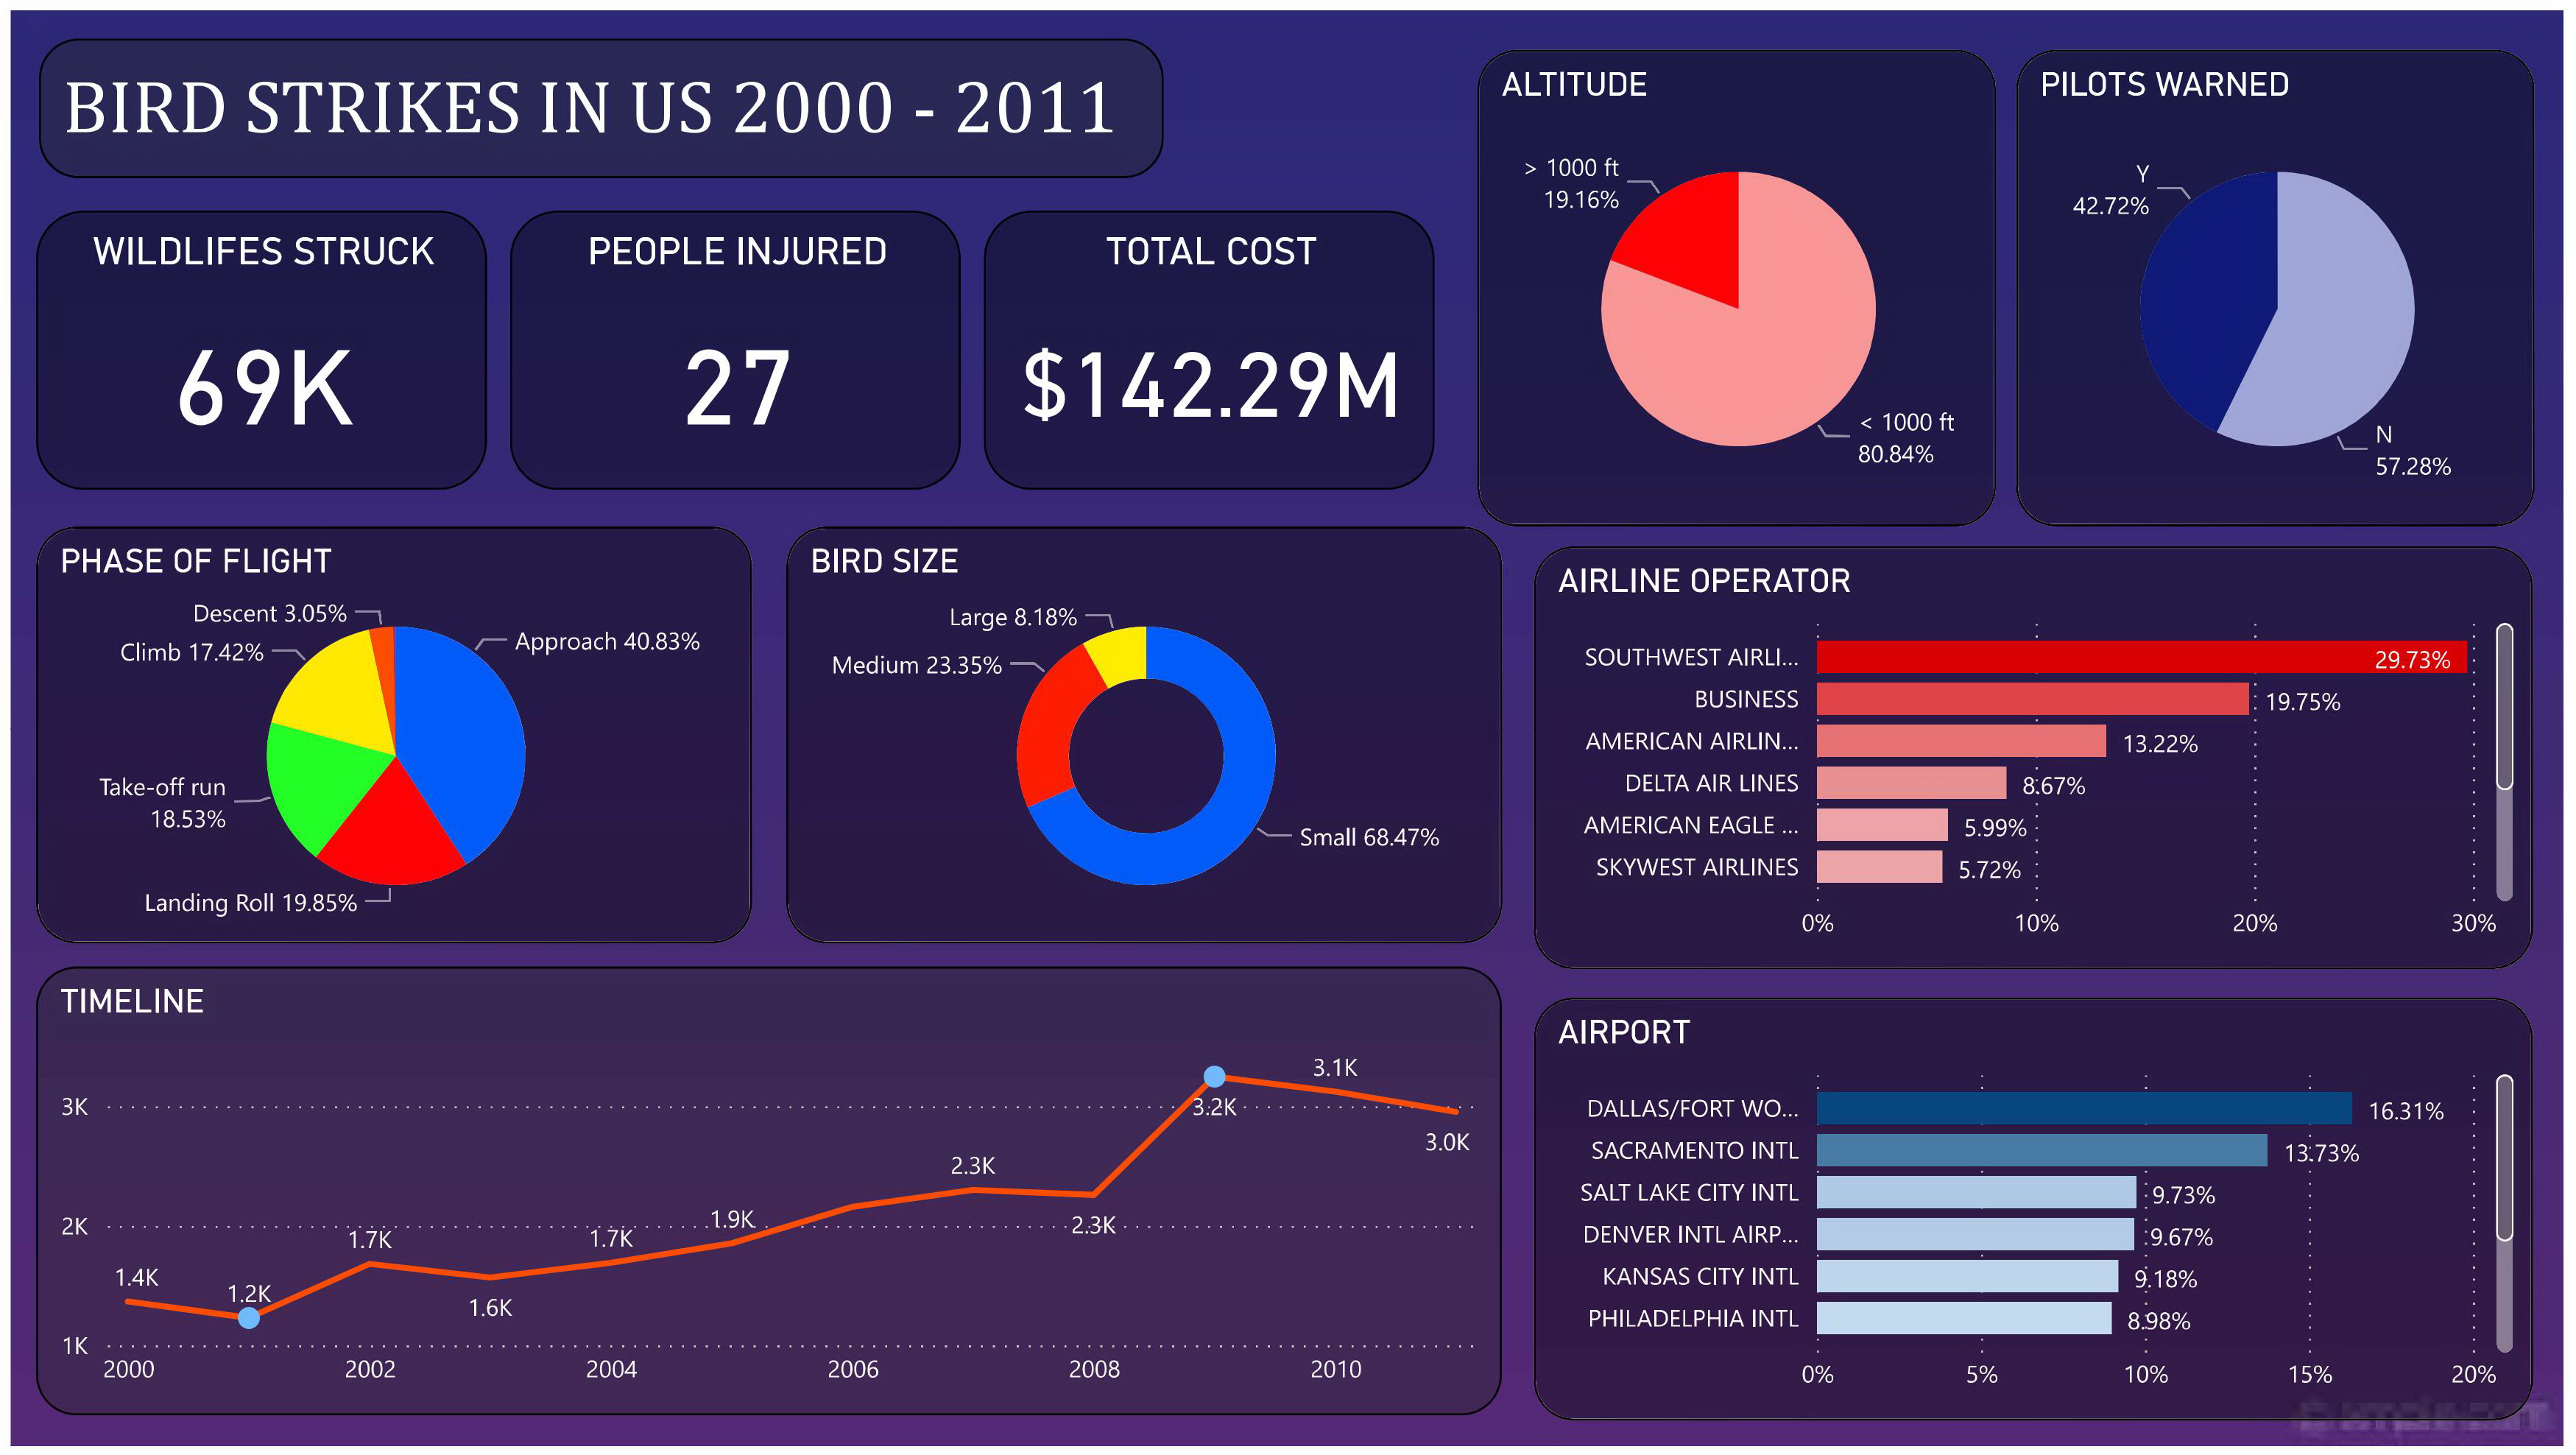 BIRD STRIKES IN US 2000 - 2011
WILDLIFES STRUCK
69K
PEOPLE INJURED
27
TOTAL COST
$142.29M
ALTITUDE
> 1000 ft
19.16%
< 1000 ft
80.84%
PILOTS WARNED
Y
42.72%
N
57.28%
PHASE OF FLIGHT
Descent 3.05%
Climb 17.42%
Approach 40.83%
Take-off run
18.53%
Landing Roll 19.85%
BIRD SIZE
Large 8.18%
Medium 23.35%
Small 68.47%
AIRLINE OPERATOR
SOUTHWEST AIRLI... 29.73%
BUSINESS 19.75%
AMERICAN AIRLIN... 13.22%
DELTA AIR LINES 8.67%
AMERICAN EAGLE ... 5.99%
SKYWEST AIRLINES 5.72%
0% 10% 20% 30%
TIMELINE
3K
2K
1K
1.4K
1.2K
1.7K
1.6K
1.7K
1.9K
2.3K
2.3K
3.2K
3.1K
3.0K
2000 2002 2004 2006 2008 2010
AIRPORT
DALLAS/FORT WO... 16.31%
SACRAMENTO INTL 13.73%
SALT LAKE CITY INTL 9.73%
DENVER INTL AIRP... 9.67%
KANSAS CITY INTL 9.18%
PHILADELPHIA INTL 8.98%
0% 5% 10% 15% 20%